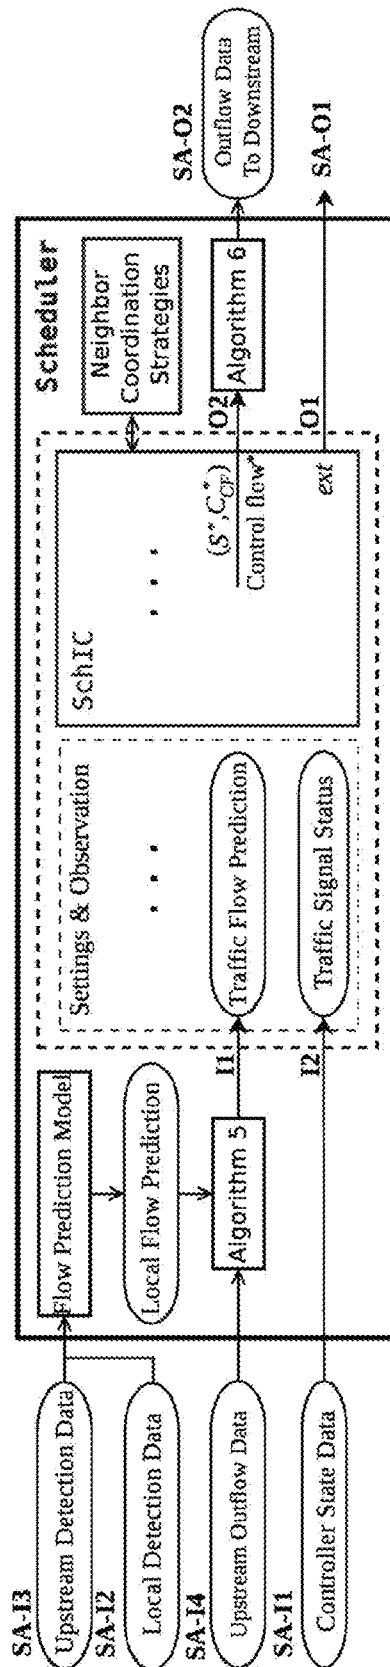 SA-I3
Upstream Detection Data
SA-I2
Local Detection Data
SA-I4
Upstream Outflow Data
SA-I1
Controller State Data
Scheduler
Flow Prediction Model
Local Flow Prediction
Algorithm 5
I1
I2
Settings & Observation
. . .
Traffic Flow Prediction
Traffic Signal Status
SchIC
. . .
(S*, C*CF)
Control flow*
ext
O2
O1
Neighbor
Coordination
Strategies
Algorithm 6
SA-O2
Outflow Data
To Downstream
SA-O1